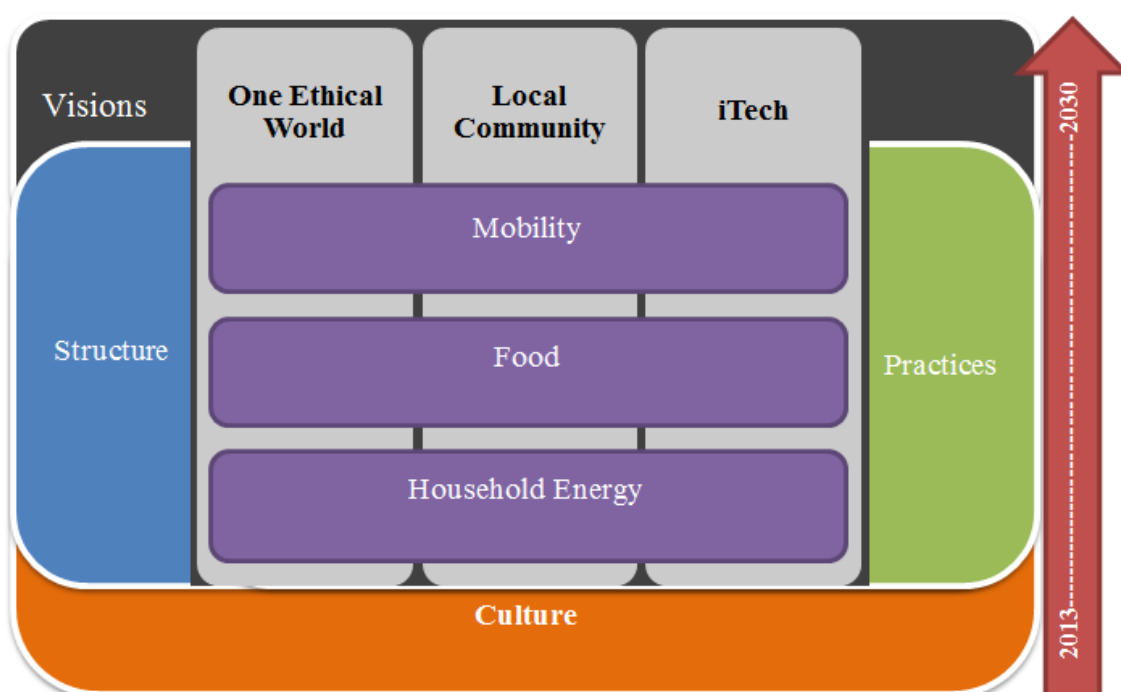 Visions
One Ethical
World
Local
Community
iTech
Mobility
Structure
Food
Practices
Household Energy
Culture
2013------------------2030